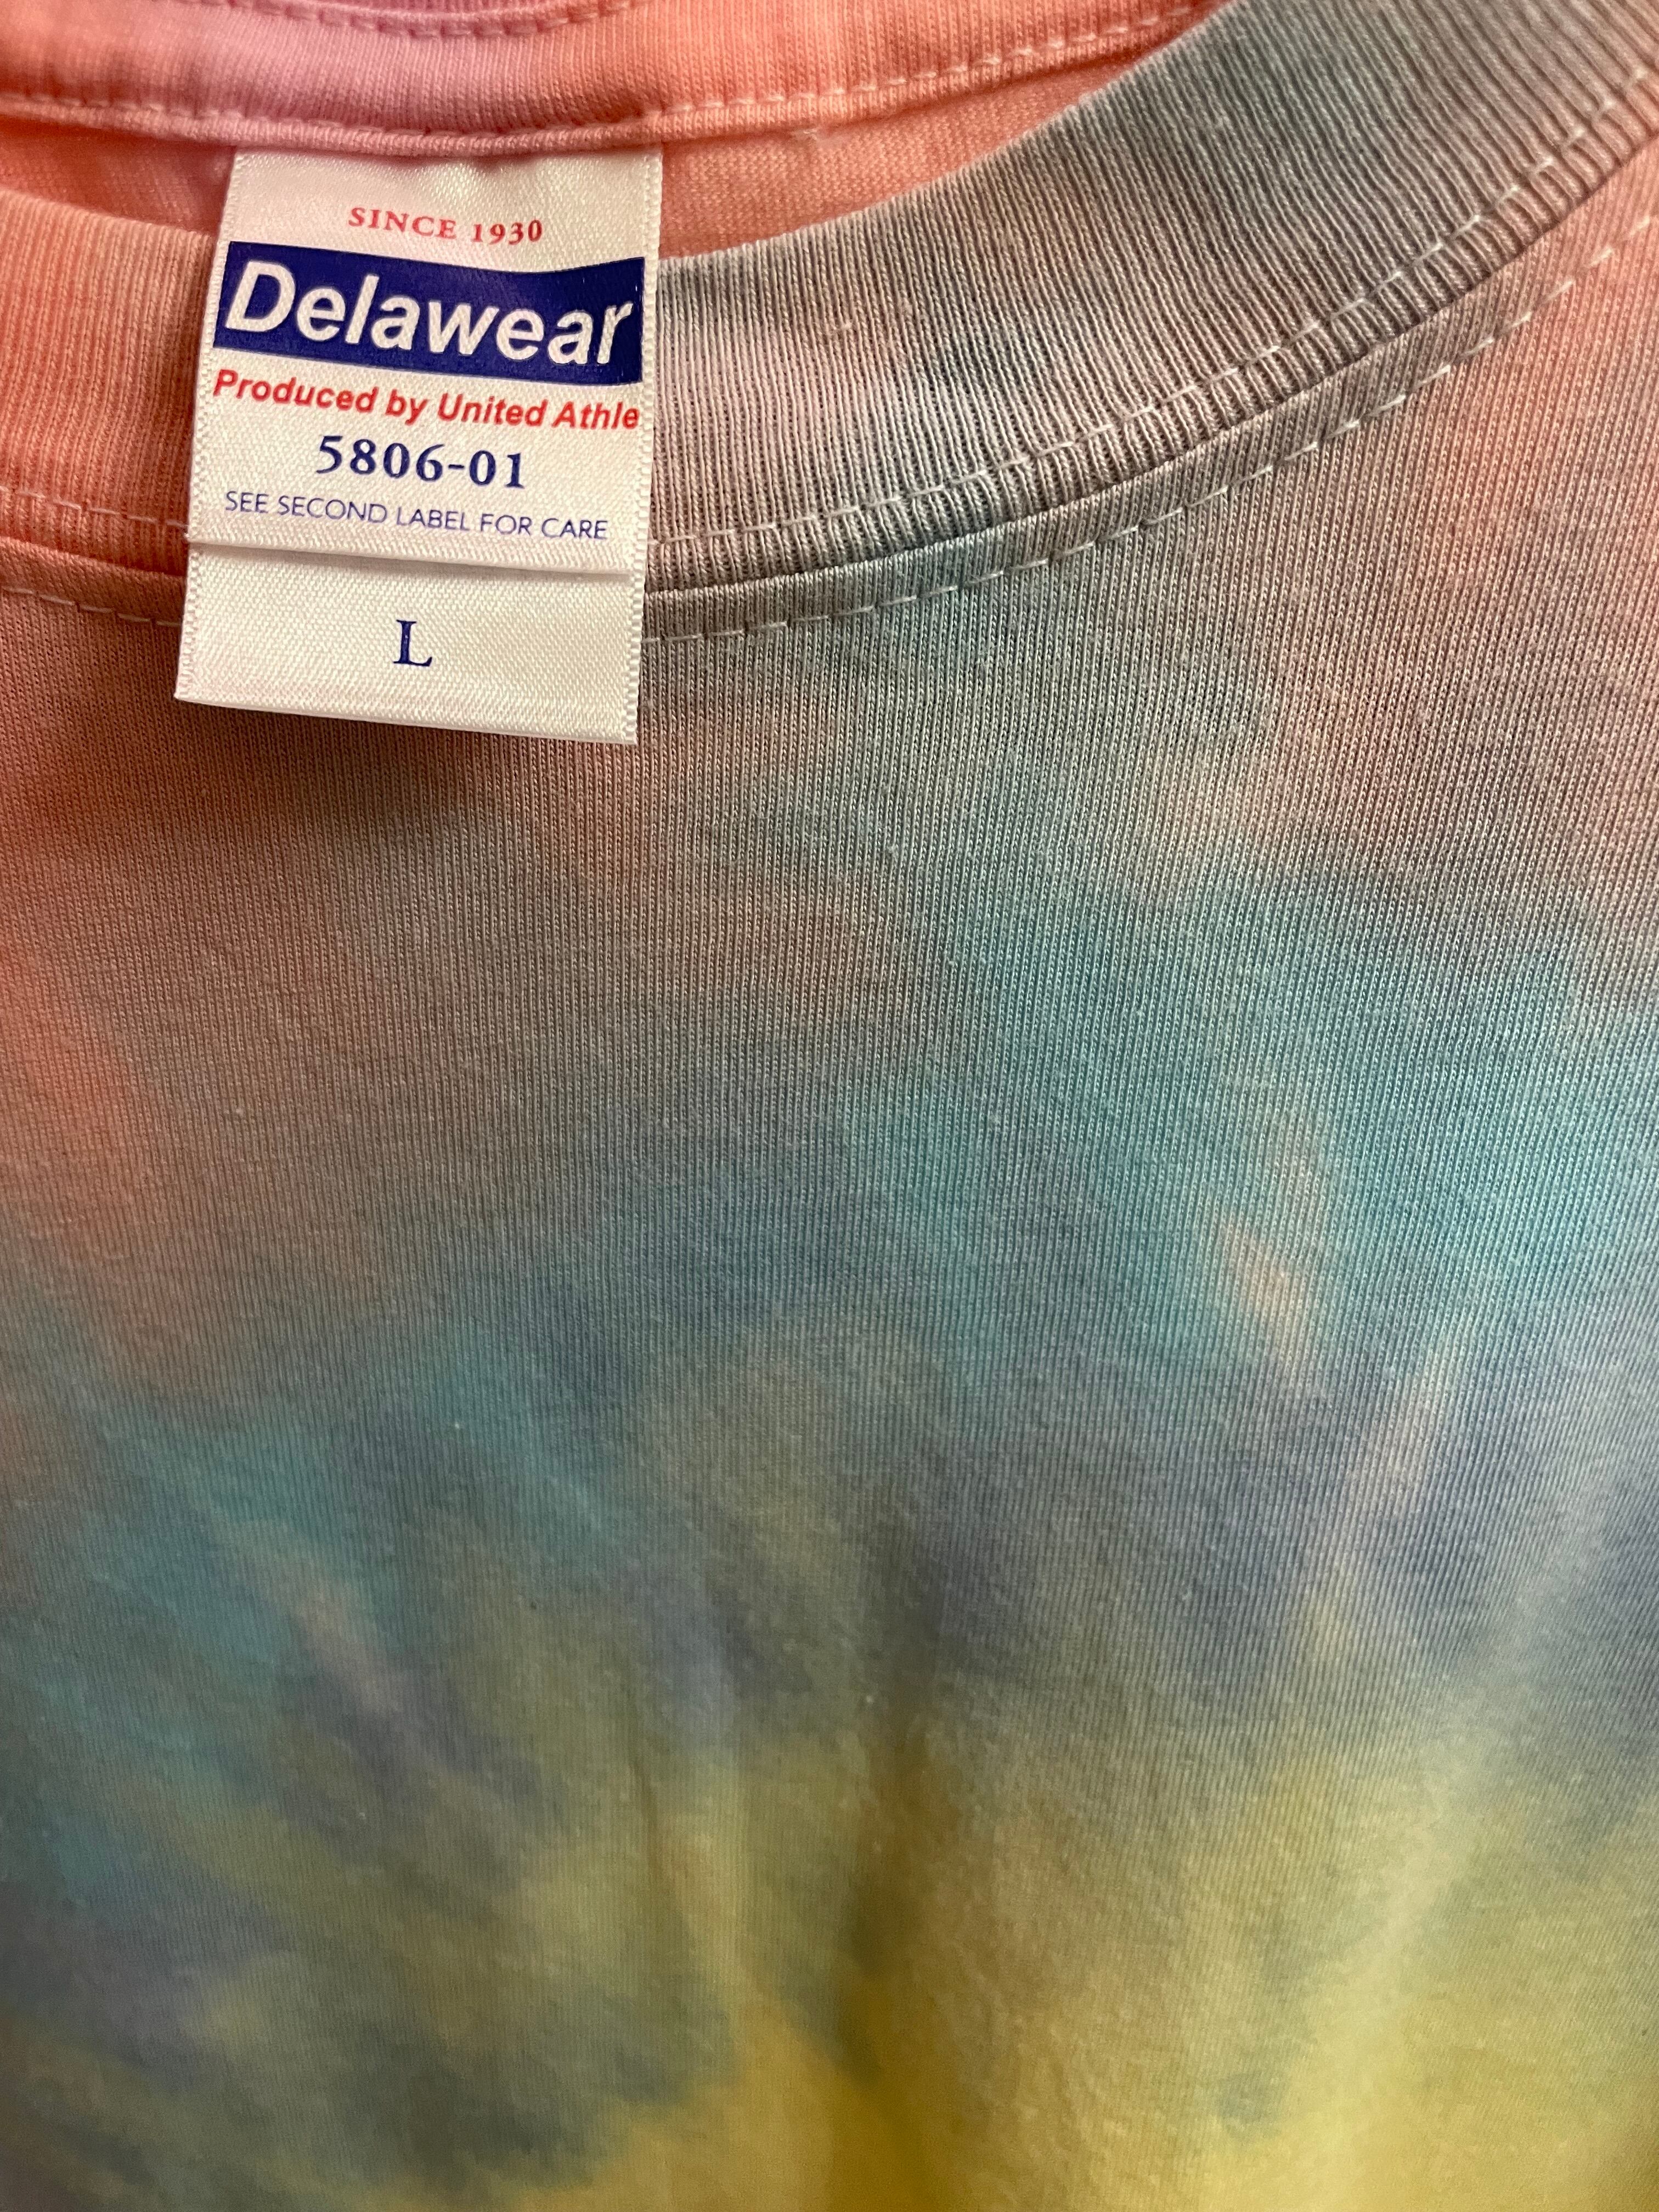 SINCE 1930
Delawear
Produced by United Athle
5806-01
SEE SECOND LABEL FOR CARE
L